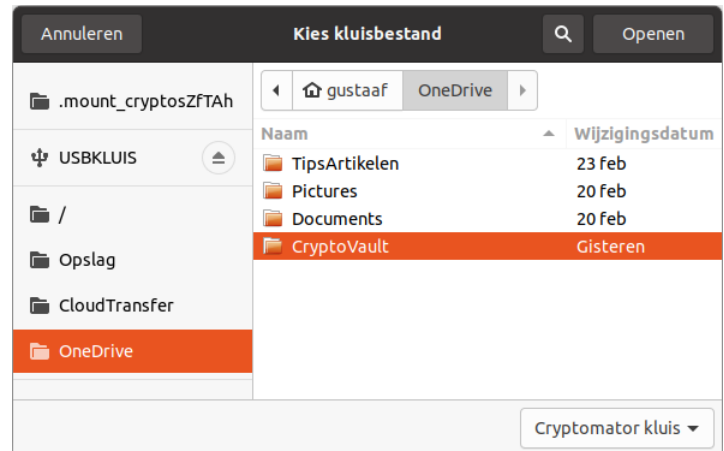 Annuleren Kies kluisbestand Openen
.mount_cryptosZfTAh
USBKLUIS
/
Opslag
CloudTransfer
OneDrive
gustaaf OneDrive
Naam Wijzigingsdatum
TipsArtikelen 23 feb
Pictures 20 feb
Documents 20 feb
CryptoVault Gisteren
Cryptomator kluis